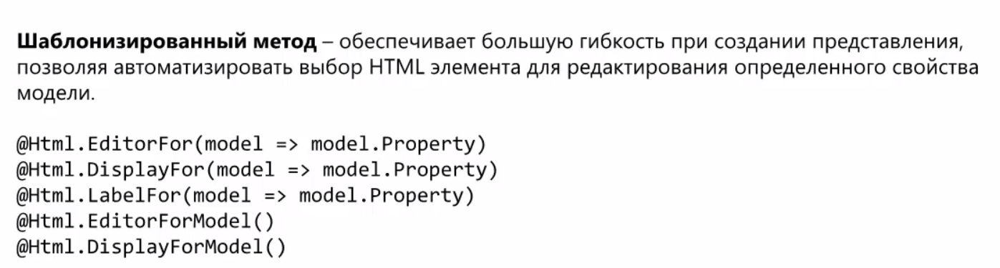 Шаблонизированный метод – обеспечивает большую гибкость при создании представления,
позволяя автоматизировать выбор HTML элемента для редактирования определенного свойства
модели.
@Html.EditorFor(model => model.Property)
@Html.DisplayFor(model => model.Property)
@Html.LabelFor(model => model.Property)
@Html.EditorForModel()
@Html.DisplayForModel()